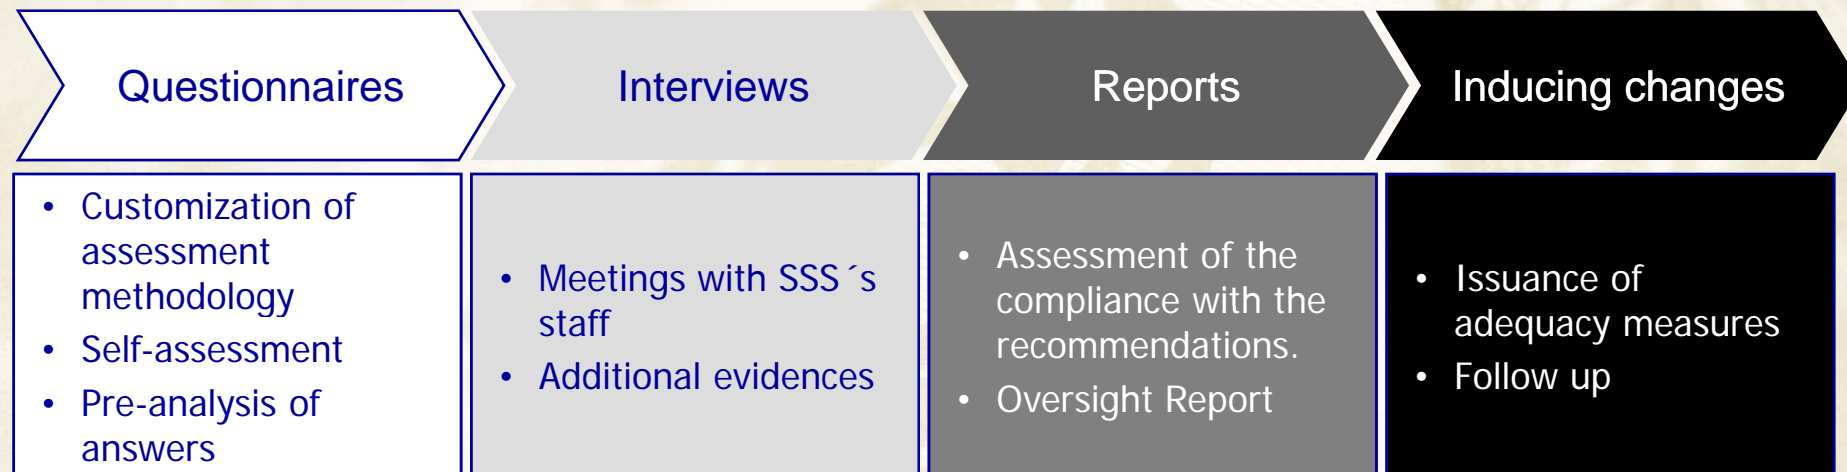 Questionnaires
Interviews
Reports
Inducing changes
• Customization of
assessment
methodology
• Self-assessment
• Pre-analysis of
answers
• Meetings with SSS´s
staff
• Additional evidences
• Assessment of the
compliance with the
recommendations.
• Oversight Report
• Issuance of
adequacy measures
• Follow up